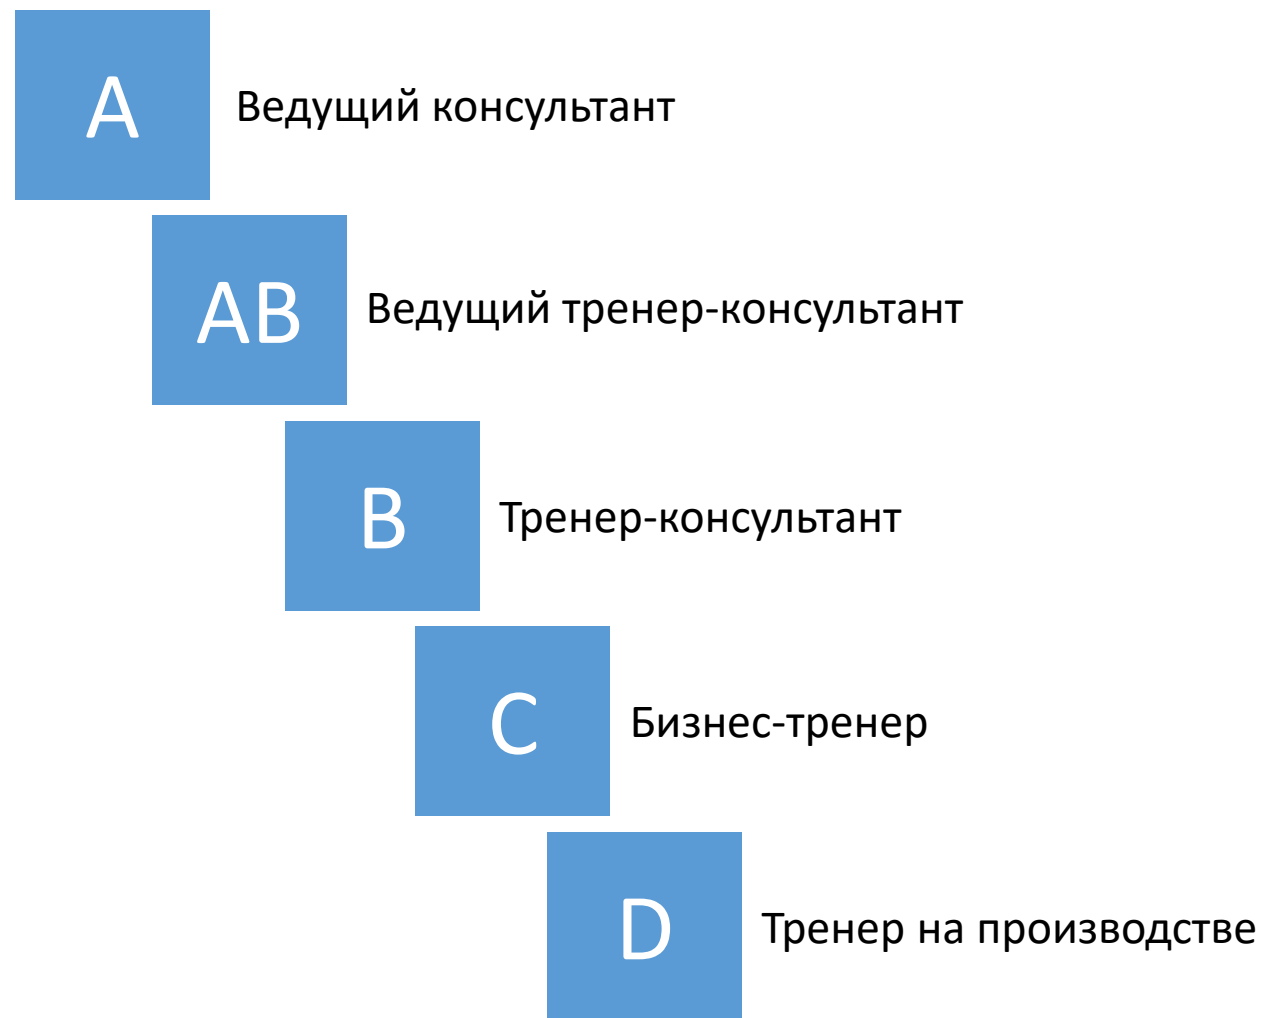 A
Ведущий консультант
AB
Ведущий тренер-консультант
B
Тренер-консультант
C
Бизнес-тренер
D
Тренер на производстве